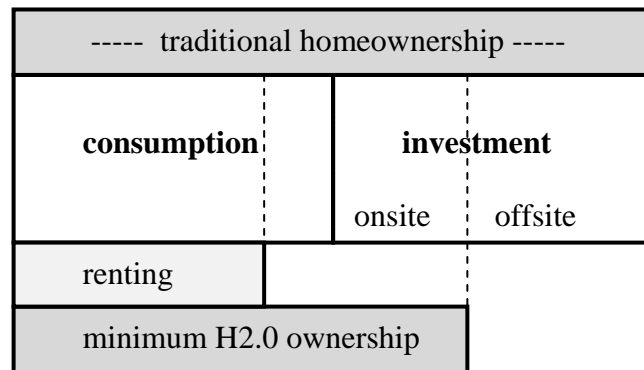 ----- traditional homeownership -----
consumption investment
onsite offsite
renting
minimum H2.0 ownership